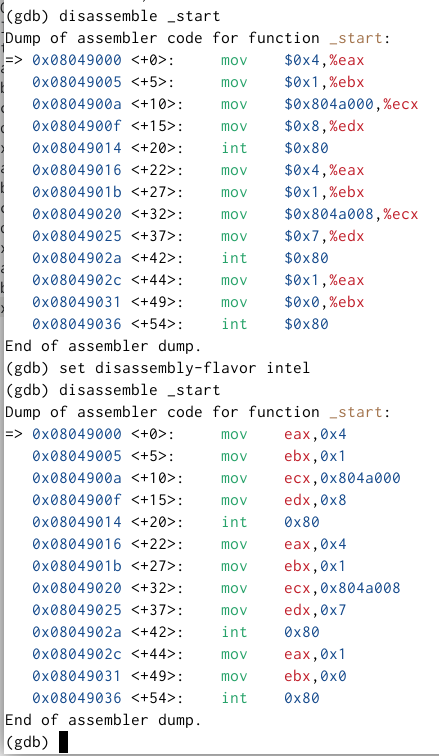 (gdb) disassemble _start
Dump of assembler code for function _start:
=> 0x08049000 <+0>:     mov    $0x4,%eax
   0x08049005 <+5>:     mov    $0x1,%ebx
   0x0804900a <+10>:    mov    $0x804a000,%ecx
   0x0804900f <+15>:    mov    $0x8,%edx
   0x08049014 <+20>:    int    $0x80
   0x08049016 <+22>:    mov    $0x4,%eax
   0x0804901b <+27>:    mov    $0x1,%ebx
   0x08049020 <+32>:    mov    $0x804a008,%ecx
   0x08049025 <+37>:    mov    $0x7,%edx
   0x0804902a <+42>:    int    $0x80
   0x0804902c <+44>:    mov    $0x1,%eax
   0x08049031 <+49>:    mov    $0x0,%ebx
   0x08049036 <+54>:    int    $0x80
End of assembler dump.
(gdb) set disassembly-flavor intel
(gdb) disassemble _start
Dump of assembler code for function _start:
=> 0x08049000 <+0>:     mov    eax,0x4
   0x08049005 <+5>:     mov    ebx,0x1
   0x0804900a <+10>:    mov    ecx,0x804a000
   0x0804900f <+15>:    mov    edx,0x8
   0x08049014 <+20>:    int    0x80
   0x08049016 <+22>:    mov    eax,0x4
   0x0804901b <+27>:    mov    ebx,0x1
   0x08049020 <+32>:    mov    ecx,0x804a008
   0x08049025 <+37>:    mov    edx,0x7
   0x0804902a <+42>:    int    0x80
   0x0804902c <+44>:    mov    eax,0x1
   0x08049031 <+49>:    mov    ebx,0x0
   0x08049036 <+54>:    int    0x80
End of assembler dump.
(gdb)